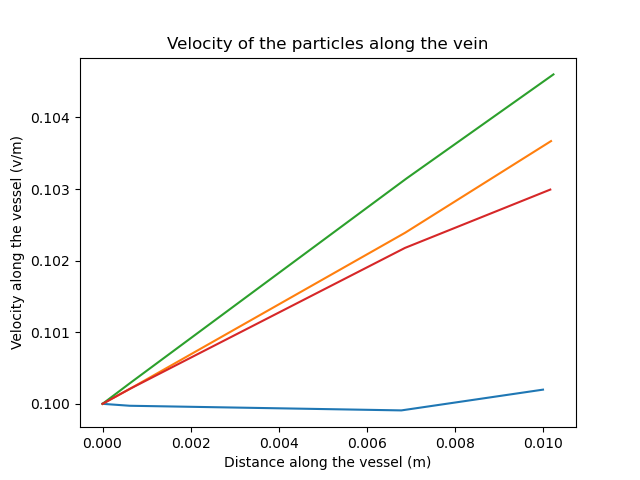 Velocity of the particles along the vein
Velocity along the vessel (v/m)
0.104
0.103
0.102
0.101
0.100
0.000 0.002 0.004 0.006 0.008 0.010
Distance along the vessel (m)